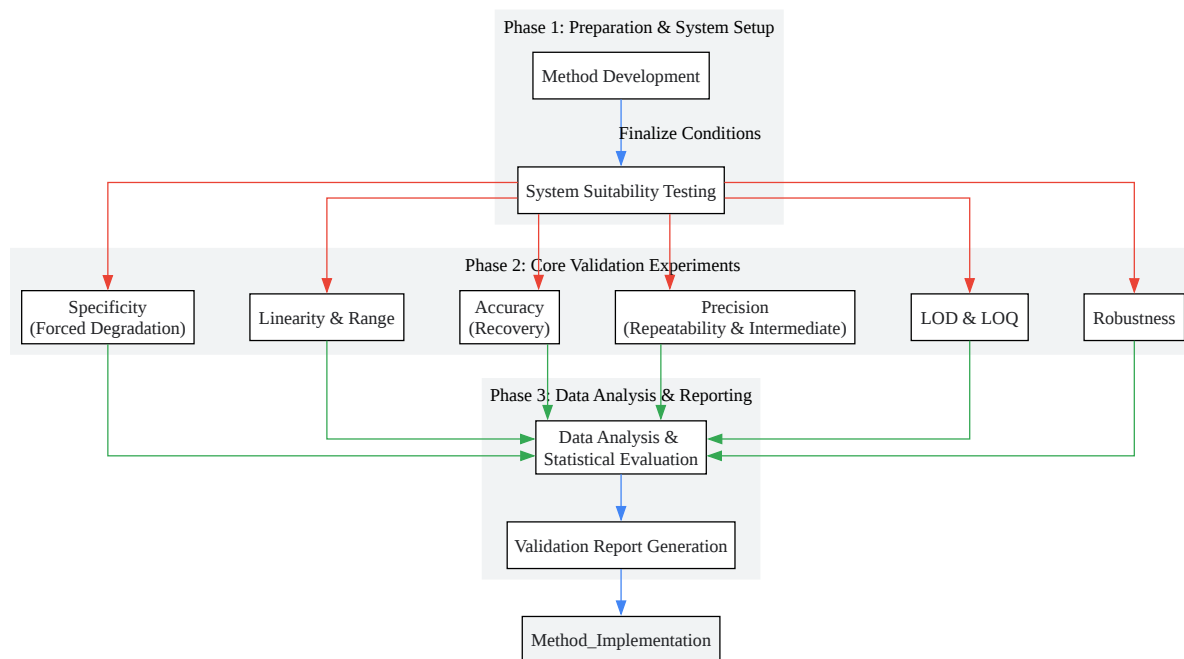 Phase 1: Preparation & System Setup
Method Development
Finalize Conditions
System Suitability Testing
Phase 2: Core Validation Experiments
Specificity
(Forced Degradation)
Linearity & Range
Accuracy
(Recovery)
Precision
(Repeatability & Intermediate)
LOD & LOQ
Robustness
Phase 3: Data Analysis & Reporting
Data Analysis &
Statistical Evaluation
Validation Report Generation
Method_Implementation